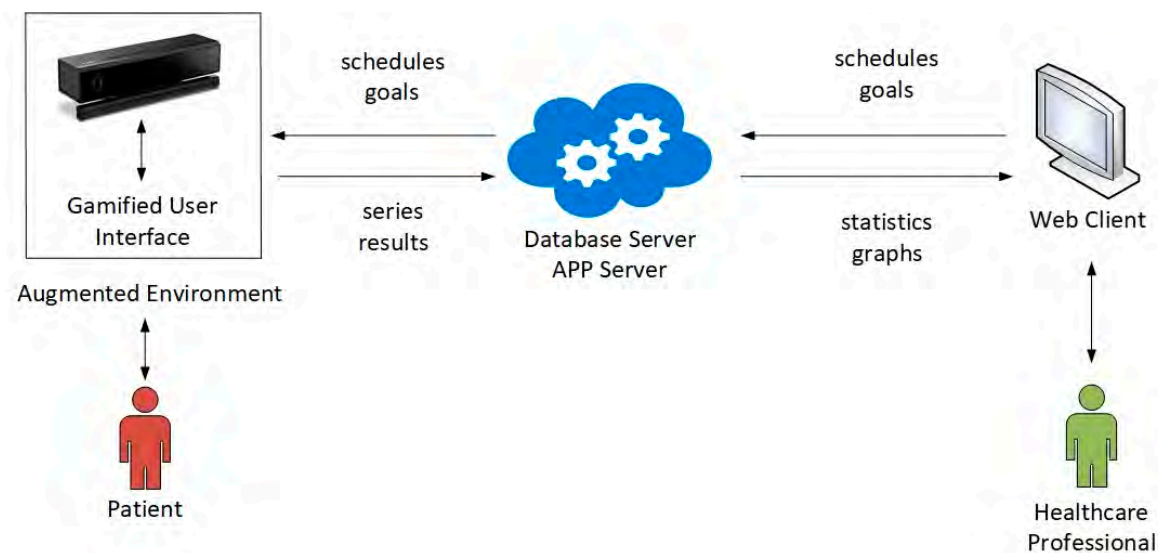 schedules
goals
schedules
goals
Gamified User
Interface
series
results
Database Server
APP Server
statistics
graphs
Web Client
Augmented Environment
Patient
Healthcare
Professional